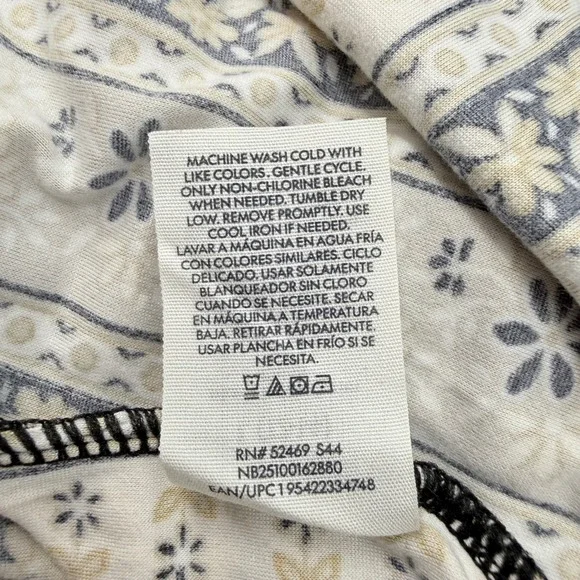 MACHINE WASH COLD WITH
LIKE COLORS. GENTLE CYCLE.
ONLY NON-CHLORINE BLEACH
WHEN NEEDED. TUMBLE DRY
LOW. REMOVE PROMPTLY. USE
COOL IRON IF NEEDED.
LAVAR A MÁQUINA EN AGUA FRÍA
CON COLORES SIMILARES. CICLO
DELICADO. USAR SOLAMENTE
BLANQUEADOR SIN CLORO
CUANDO SE NECESITE. SECAR
EN MÁQUINA A TEMPERATURA
BAJA. RETIRAR RÁPIDAMENTE.
USAR PLANCHA EN FRÍO SI SE
NECESITA.
RN# 52469 S44
NB25100162880
EAN/UPC 195422334748